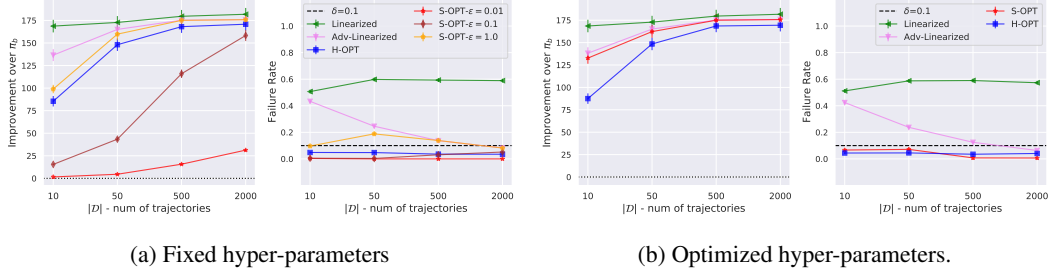 Improvement over π_b
175
150
125
100
75
50
25
0
10 50 500 2000
|𝒟| - num of trajectories
Failure Rate
1.0
0.8
0.6
0.4
0.2
0.0
δ=0.1
Linearized
Adv-Linearized
H-OPT
S-OPT-ε = 0.01
S-OPT-ε = 0.1
S-OPT-ε = 1.0
10 50 500 2000
|𝒟| - num of trajectories
Improvement over π_b
175
150
125
100
75
50
25
0
10 50 500 2000
|𝒟| - num of trajectories
Failure Rate
1.0
0.8
0.6
0.4
0.2
0.0
δ=0.1
Linearized
Adv-Linearized
S-OPT
H-OPT
10 50 500 2000
|𝒟| - num of trajectories
(a) Fixed hyper-parameters
(b) Optimized hyper-parameters.